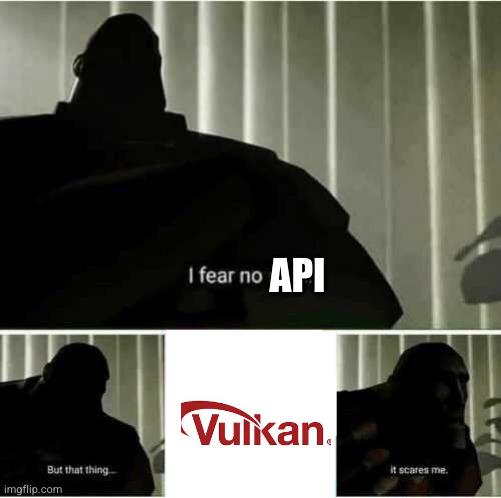 I fear no API
But that thing...
Vulkan®
it scares me.
imgflip.com